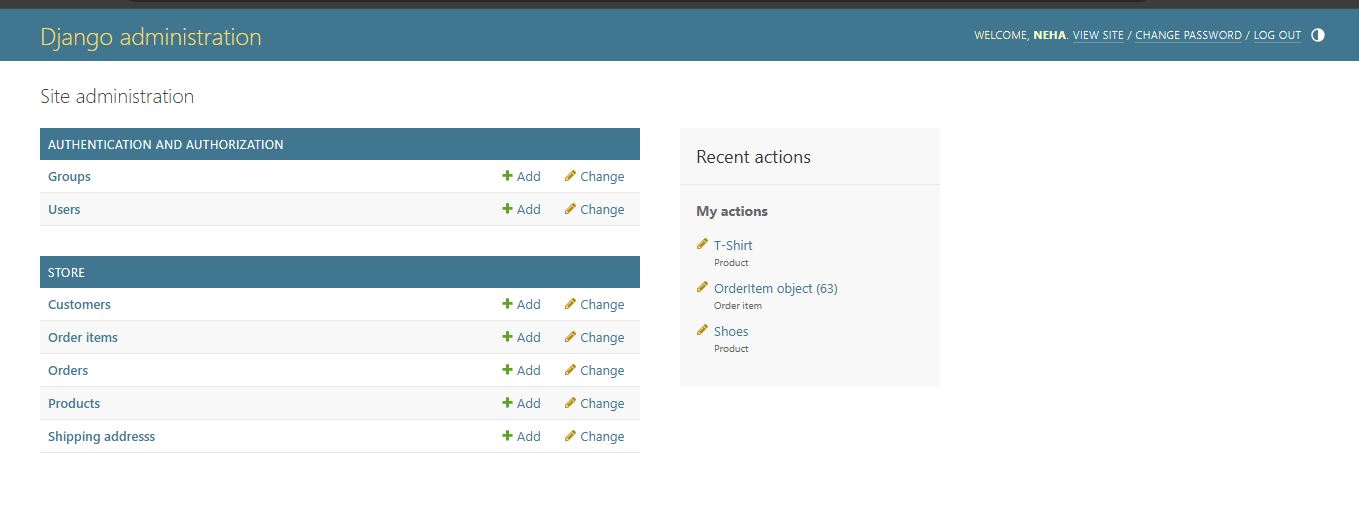 Django administration
WELCOME, NEHA. VIEW SITE / CHANGE PASSWORD / LOG OUT
Site administration
AUTHENTICATION AND AUTHORIZATION
Groups Add Change
Users Add Change
STORE
Customers Add Change
Order items Add Change
Orders Add Change
Products Add Change
Shipping addresss Add Change
Recent actions
My actions
T-Shirt
Product
OrderItem object (63)
Order item
Shoes
Product